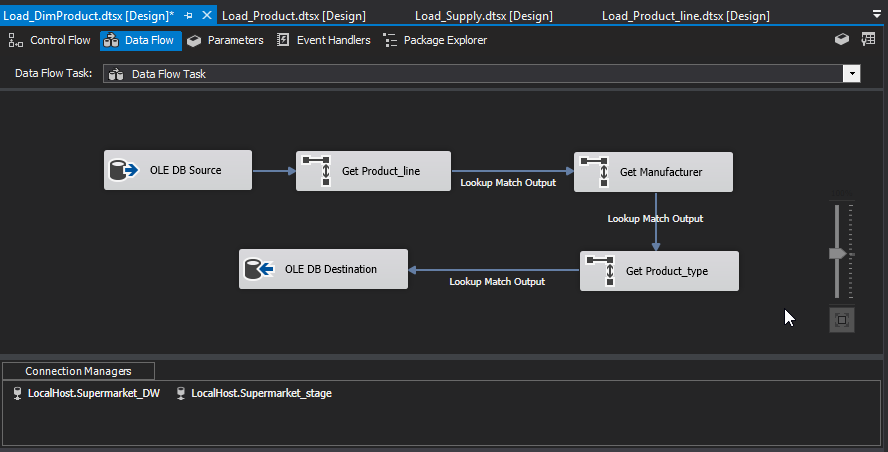 Load_DimProduct.dtsx [Design]* Load_Product.dtsx [Design] Load_Supply.dtsx [Design] Load_Product_line.dtsx [Design]
Control Flow Data Flow Parameters Event Handlers Package Explorer
Data Flow Task: Data Flow Task
OLE DB Source Get Product_line Get Manufacturer
Lookup Match Output
Lookup Match Output
OLE DB Destination Get Product_type
Lookup Match Output
Connection Managers
LocalHost.Supermarket_DW LocalHost.Supermarket_stage